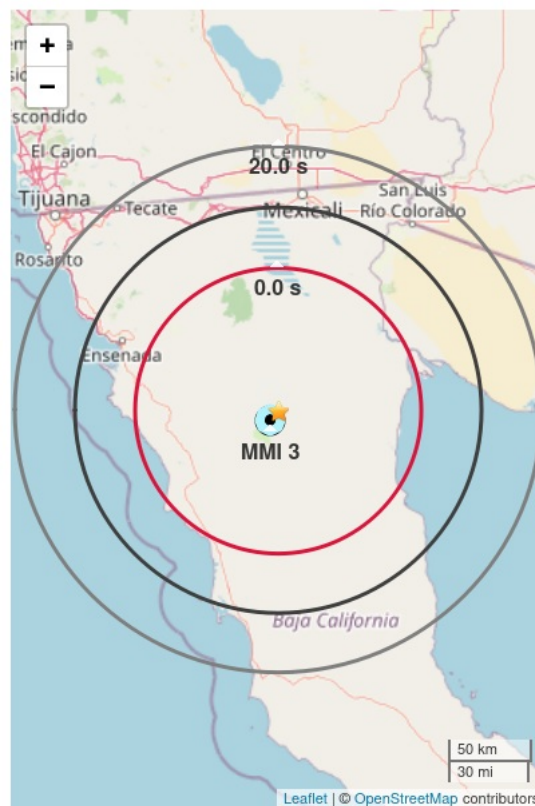 +
−
scondido
El Cajon
El Centro
20.0 s
San Luis
Río Colorado
Tijuana
Tecate
Mexicali
Rosarito
0.0 s
Ensenada
MMI 3
Baja California
50 km
30 mi
Leaflet | © OpenStreetMap contributors